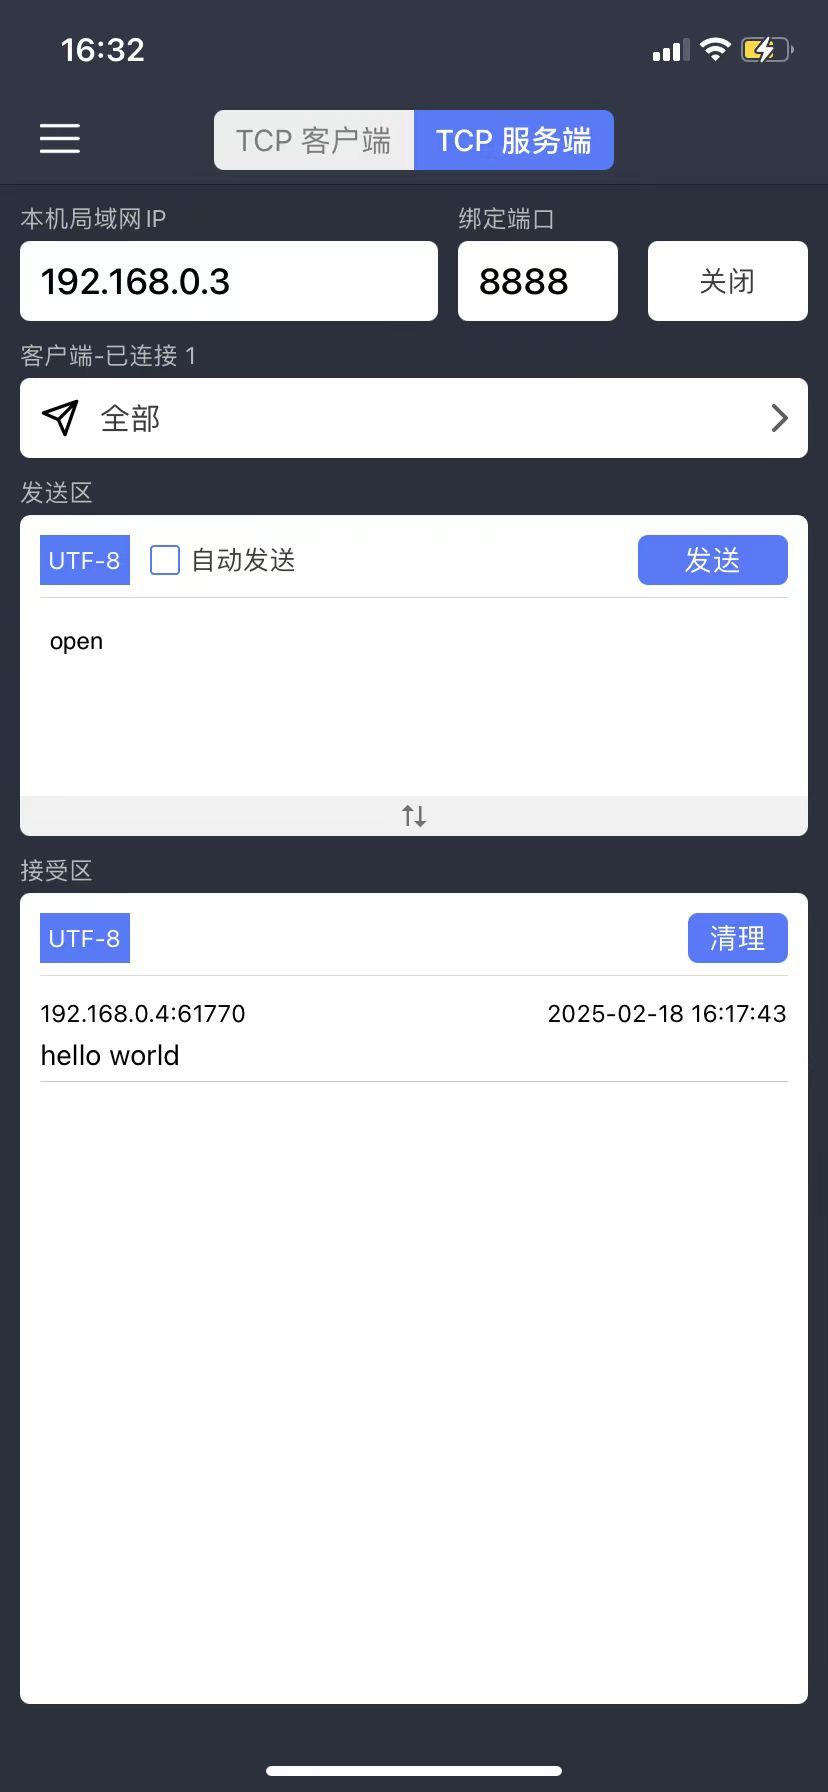 16:32
TCP 客户端 TCP 服务端
本机局域网IP 绑定端口
192.168.0.3 8888 关闭
客户端-已连接 1
全部
发送区
UTF-8 自动发送 发送
open
接受区
UTF-8 清理
192.168.0.4:61770 2025-02-18 16:17:43
hello world